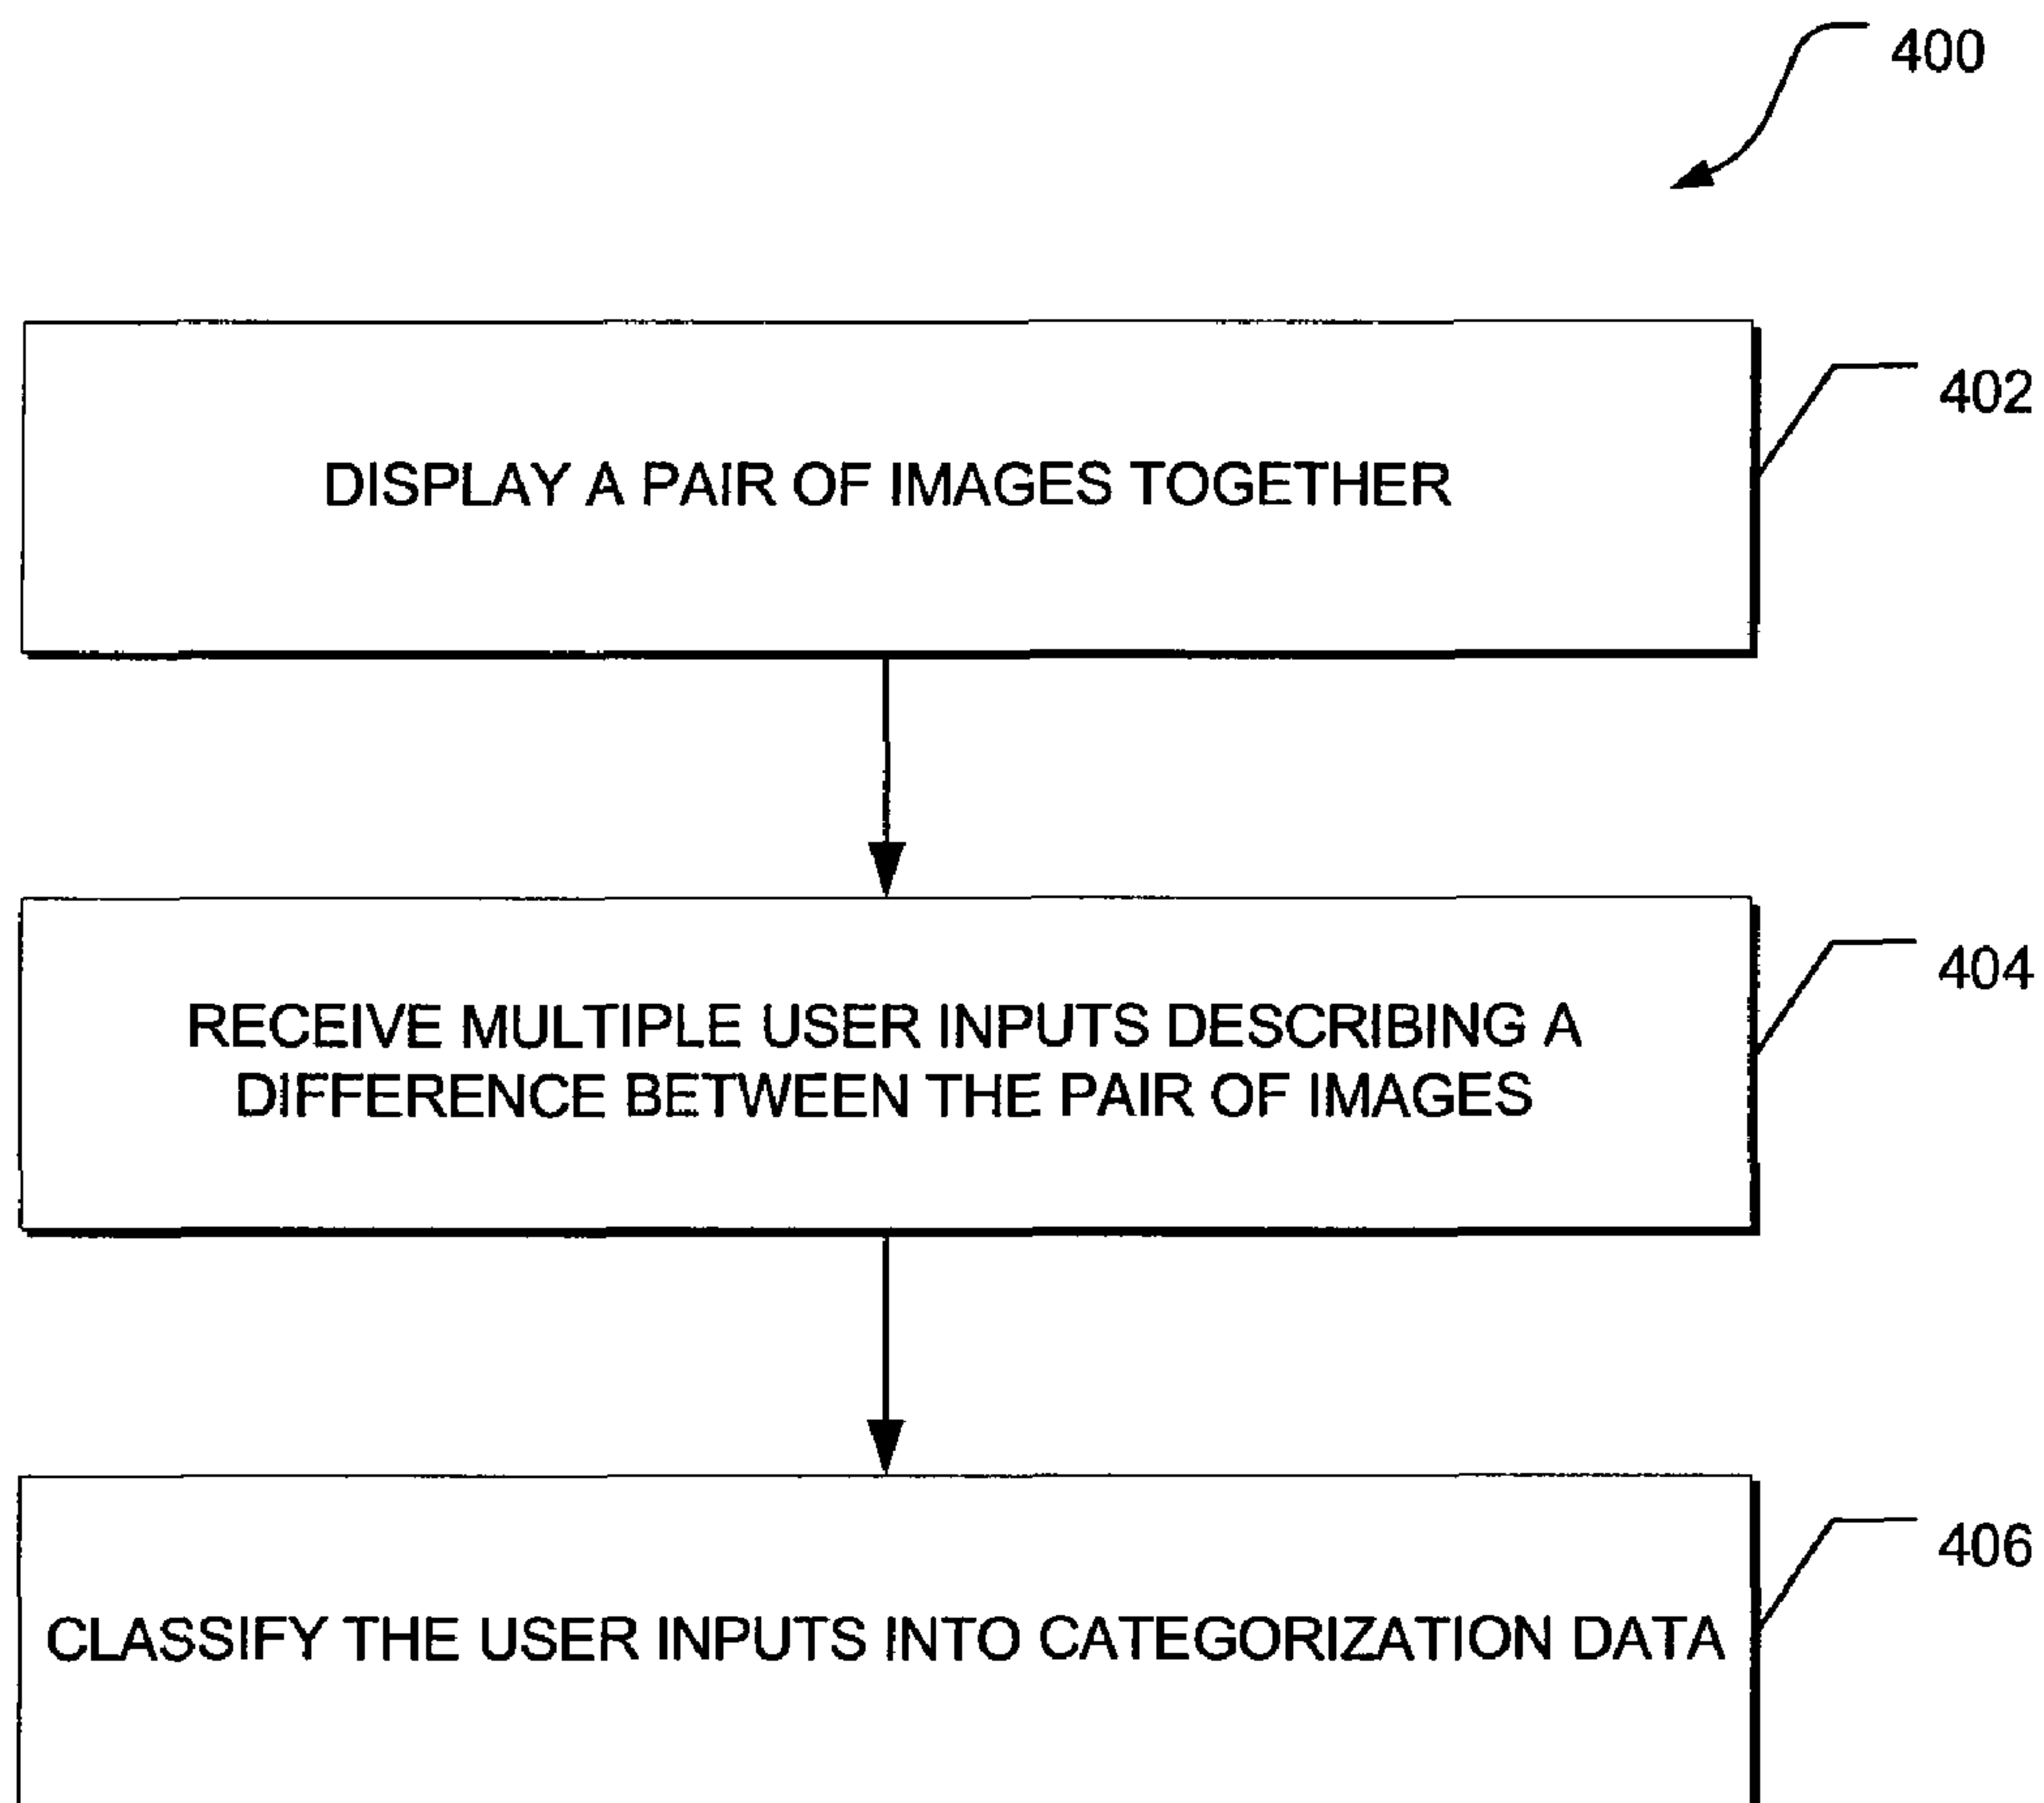 400
402
DISPLAY A PAIR OF IMAGES TOGETHER
404
RECEIVE MULTIPLE USER INPUTS DESCRIBING A
DIFFERENCE BETWEEN THE PAIR OF IMAGES
406
CLASSIFY THE USER INPUTS INTO CATEGORIZATION DATA